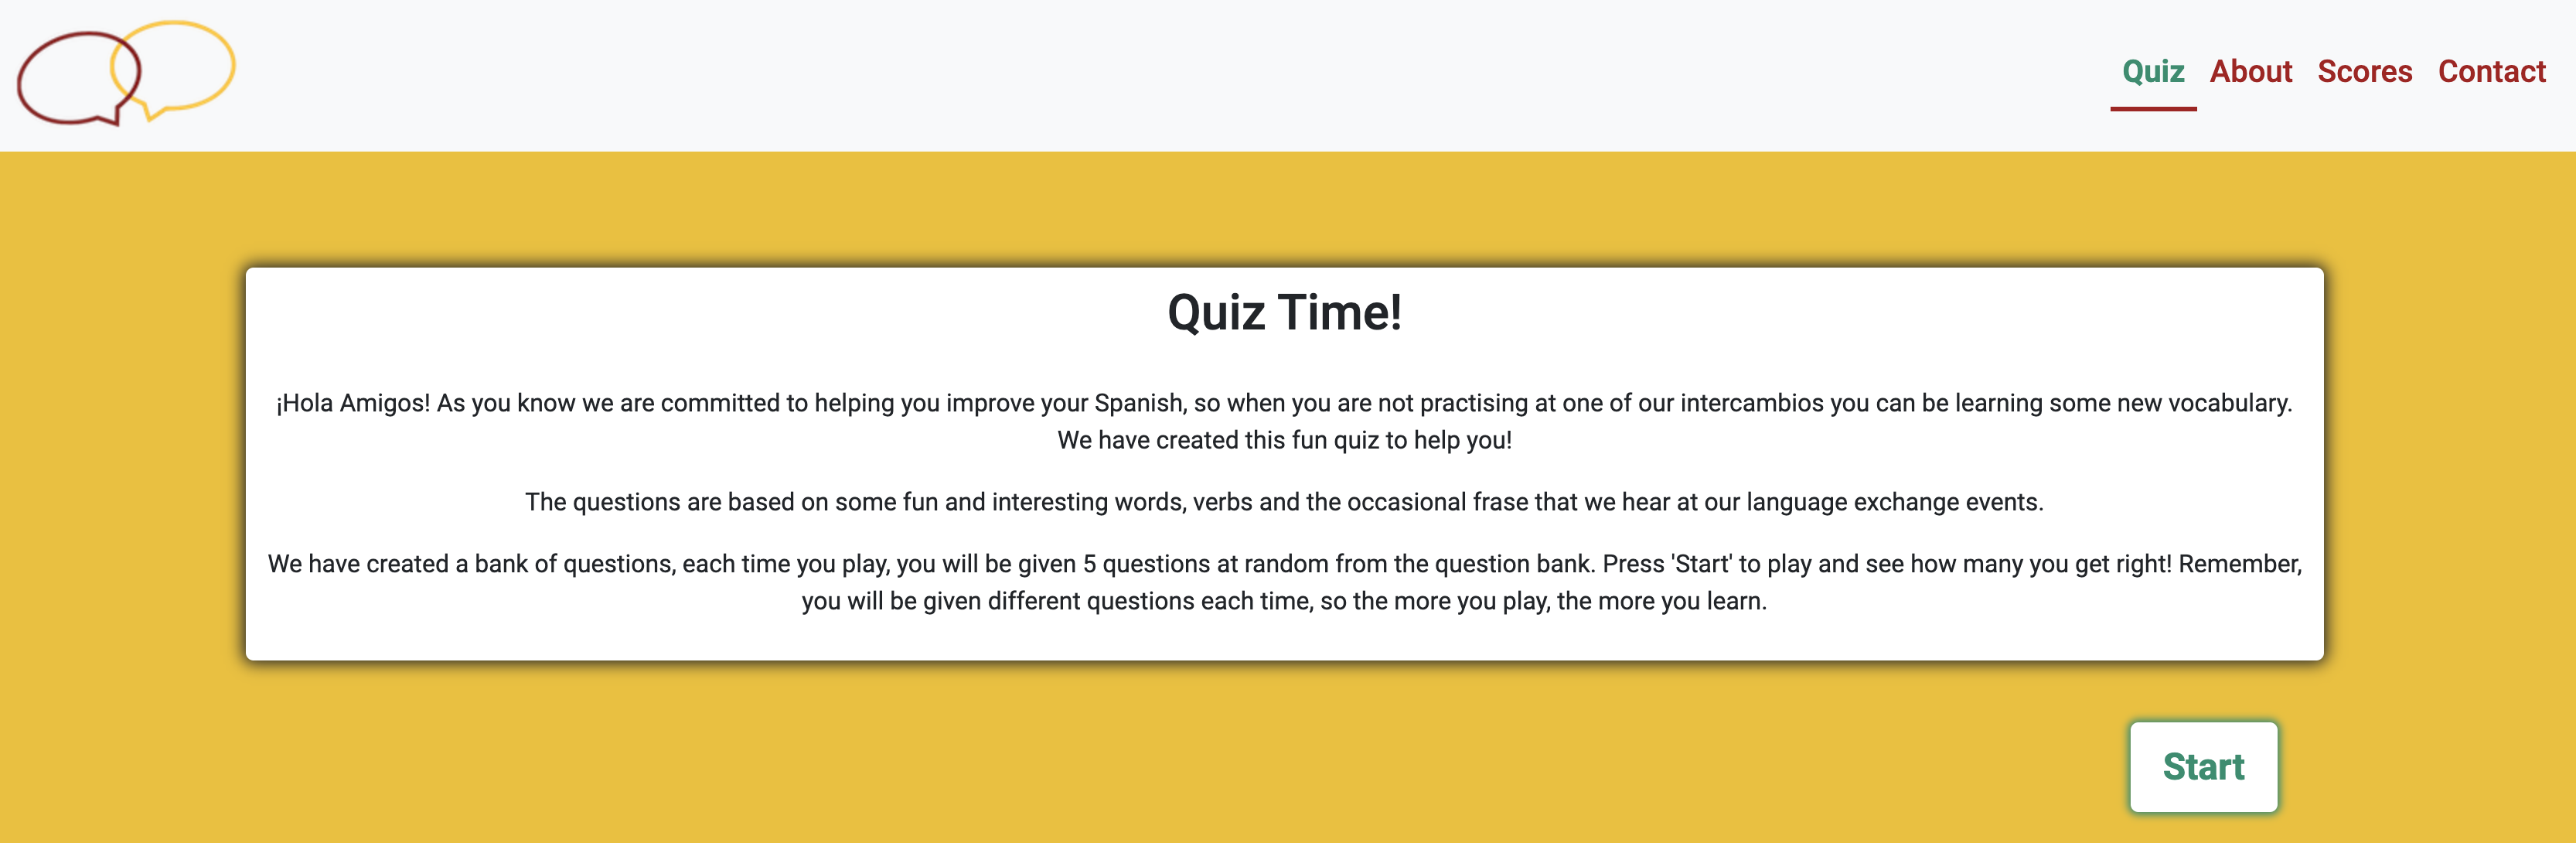 Quiz About Scores Contact
Quiz Time!
¡Hola Amigos! As you know we are committed to helping you improve your Spanish, so when you are not practising at one of our intercambios you can be learning some new vocabulary.
We have created this fun quiz to help you!
The questions are based on some fun and interesting words, verbs and the occasional frase that we hear at our language exchange events.
We have created a bank of questions, each time you play, you will be given 5 questions at random from the question bank. Press 'Start' to play and see how many you get right! Remember,
you will be given different questions each time, so the more you play, the more you learn.
Start